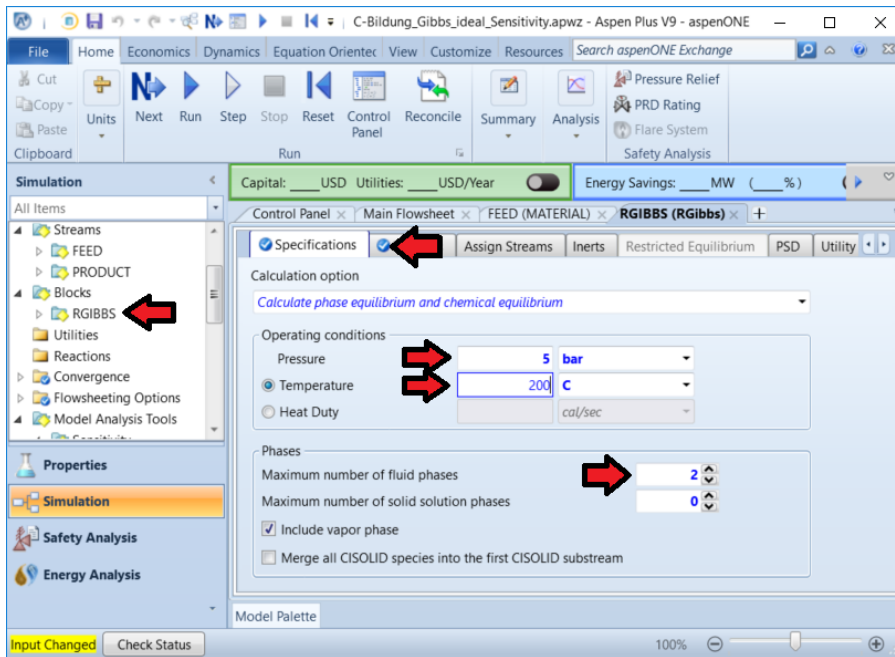 C-Bildung_Gibbs_ideal_Sensitivity.apwz - Aspen Plus V9 - aspenONE
File Home Economics Dynamics Equation Oriented View Customize Resources Search aspenONE Exchange
Cut
Copy
Paste
Clipboard
Units
Next Run Step Stop Reset Control Panel Reconcile
Run
Summary Analysis
Pressure Relief
PRD Rating
Flare System
Safety Analysis
Simulation
All Items
Streams
FEED
PRODUCT
Blocks
RGIBBS
Utilities
Reactions
Convergence
Flowsheeting Options
Model Analysis Tools
Properties
Simulation
Safety Analysis
Energy Analysis
Capital: ____USD Utilities: ____USD/Year Energy Savings: ____MW (____%)
Control Panel Main Flowsheet FEED (MATERIAL) RGIBBS (RGibbs) +
Specifications Assign Streams Inerts Restricted Equilibrium PSD Utility
Calculation option
Calculate phase equilibrium and chemical equilibrium
Operating conditions
Pressure 5 bar
Temperature 200 C
Heat Duty cal/sec
Phases
Maximum number of fluid phases 2
Maximum number of solid solution phases 0
Include vapor phase
Merge all CISOLID species into the first CISOLID substream
Model Palette
Input Changed Check Status 100%